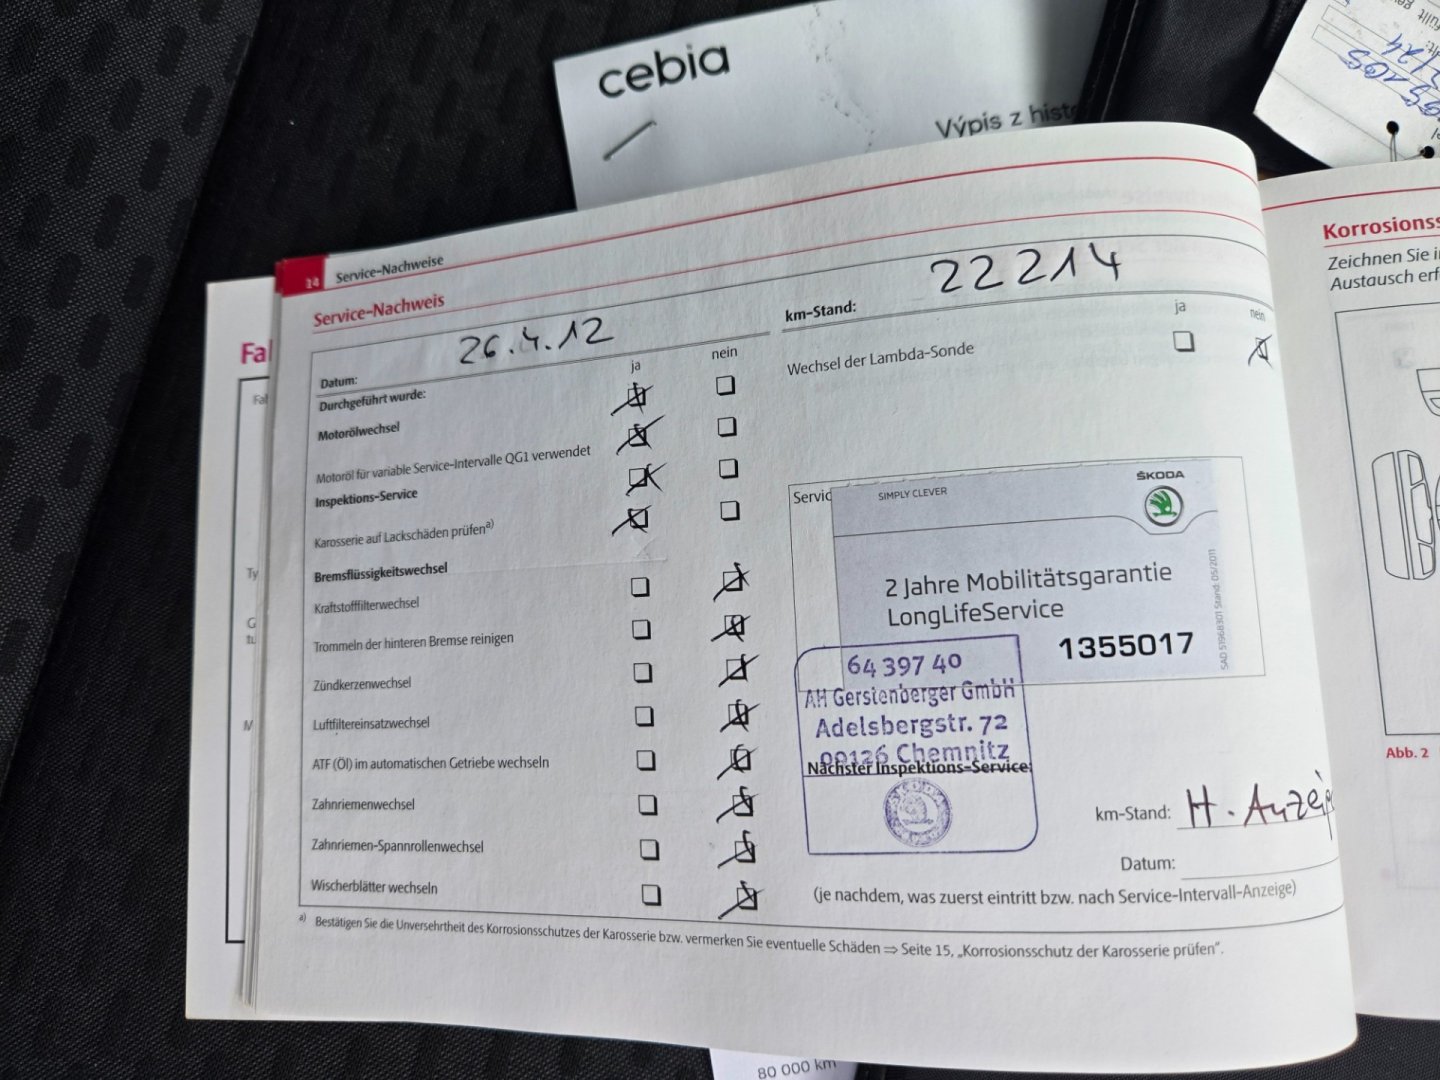 cebia
Výpis z
14 Service-Nachweise
Service-Nachweis
Datum: 26.4.12
km-Stand: 22214
ja nein
ja nein
Durchgeführt wurde:
Wechsel der Lambda-Sonde
Motorölwechsel
Motoröl für variable Service-Intervalle QG1 verwendet
Inspektions-Service
Karosserie auf Lackschäden prüfen a)
Bremsflüssigkeitswechsel
Kraftstofffilterwechsel
Trommeln der hinteren Bremse reinigen
Zündkerzenwechsel
Luftfiltereinsatzwechsel
ATF (Öl) im automatischen Getriebe wechseln
Zahnriemenwechsel
Zahnriemen-Spannrollenwechsel
Wischerblätter wechseln
SIMPLY CLEVER
ŠKODA
2 Jahre Mobilitätsgarantie
LongLifeService
1355017
SAD 51968301 Stand: 05/2011
64 397 40
AH Gerstenberger GmbH
Adelsbergstr. 72
09126 Chemnitz
Nächster Inspektions-Service:
km-Stand: H. Anzeige
Datum:
(je nachdem, was zuerst eintritt bzw. nach Service-Intervall-Anzeige)
a) Bestätigen Sie die Unversehrtheit des Korrosionsschutzes der Karosserie bzw. vermerken Sie eventuelle Schäden ⇒ Seite 15, „Korrosionsschutz der Karosserie prüfen“.
Zeichnen Sie
Austausch
Abb. 2
80 000 km